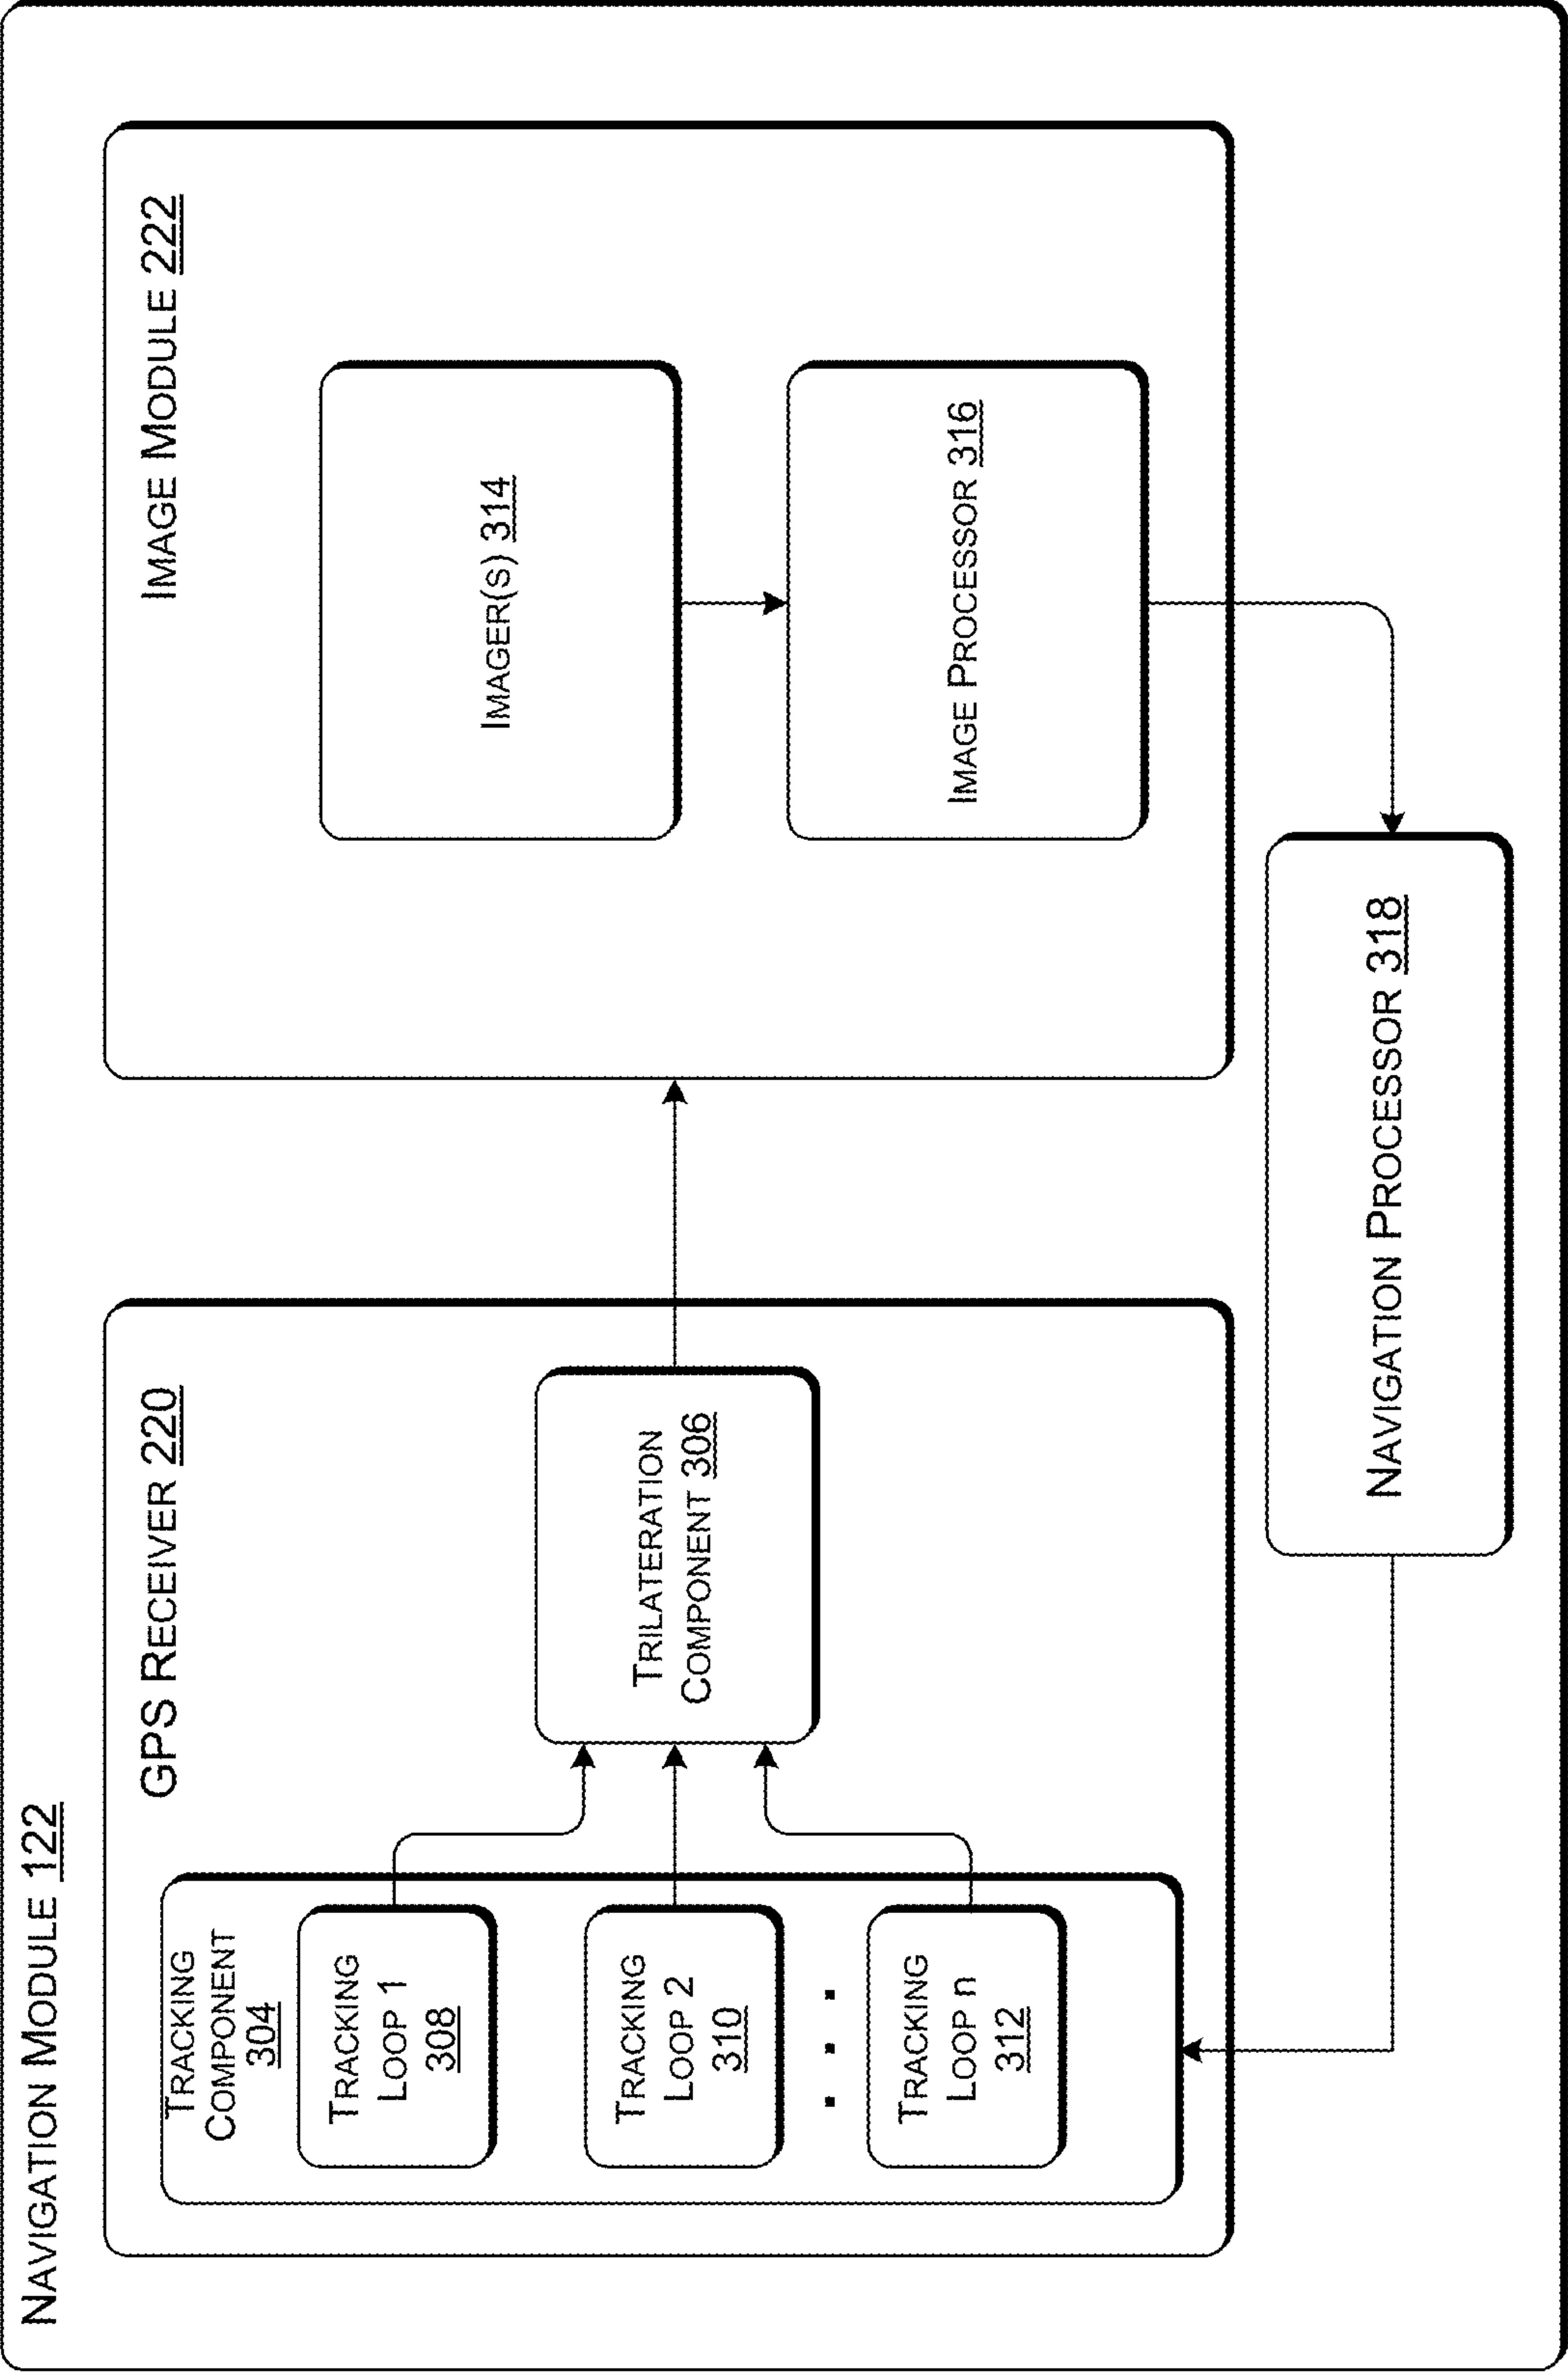 NAVIGATION MODULE 122
GPS RECEIVER 220
TRACKING
COMPONENT
304
TRACKING
LOOP 1
308
TRACKING
LOOP 2
310
. . .
TRACKING
LOOP n
312
TRILATERATION
COMPONENT 306
IMAGE MODULE 222
IMAGER(S) 314
IMAGE PROCESSOR 316
NAVIGATION PROCESSOR 318